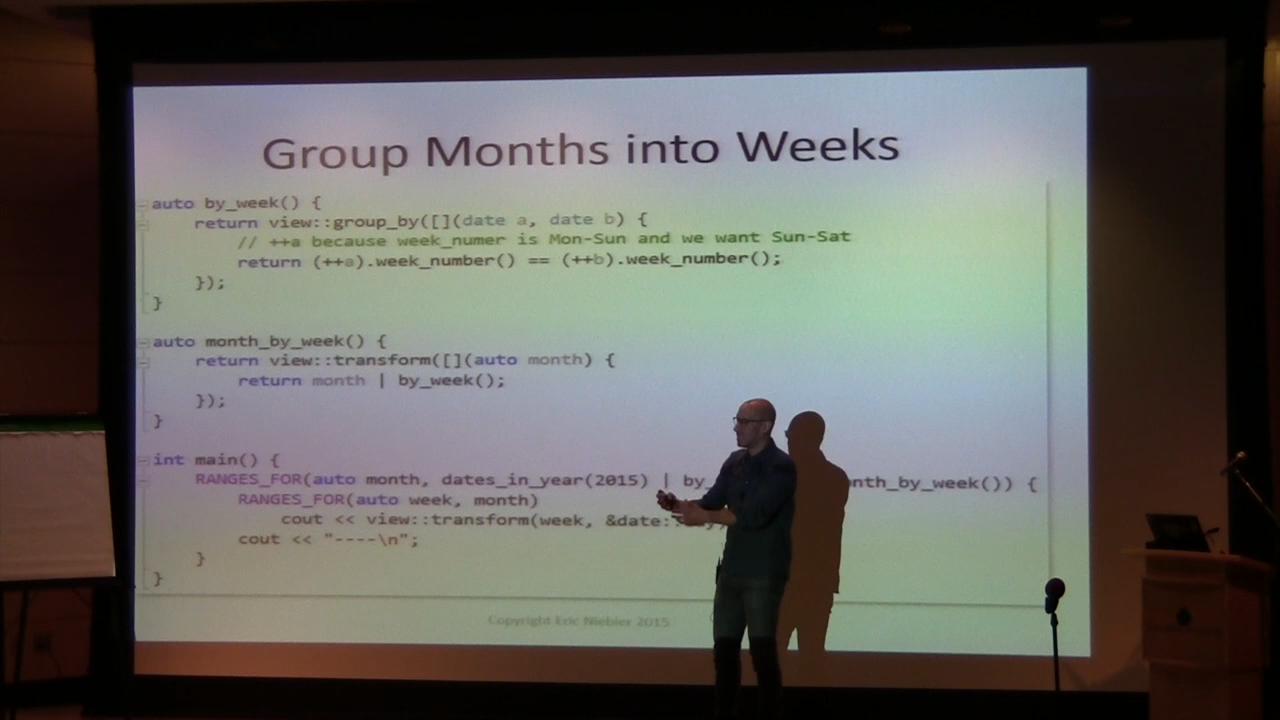 Group Months into Weeks
auto by_week() {
return view::group_by([](date a, date b) {
// ++a because week_numer is Mon-Sun and we want Sun-Sat
return (++a).week_number() == (++b).week_number();
});
}
auto month_by_week() {
return view::transform([](auto month) {
return month | by_week();
});
}
int main() {
RANGES_FOR(auto month, dates_in_year(2015) | by_ nth_by_week()) {
RANGES_FOR(auto week, month)
cout << view::transform(week, &date:
cout << "----\n";
}
}
Copyright Eric Niebler 2015